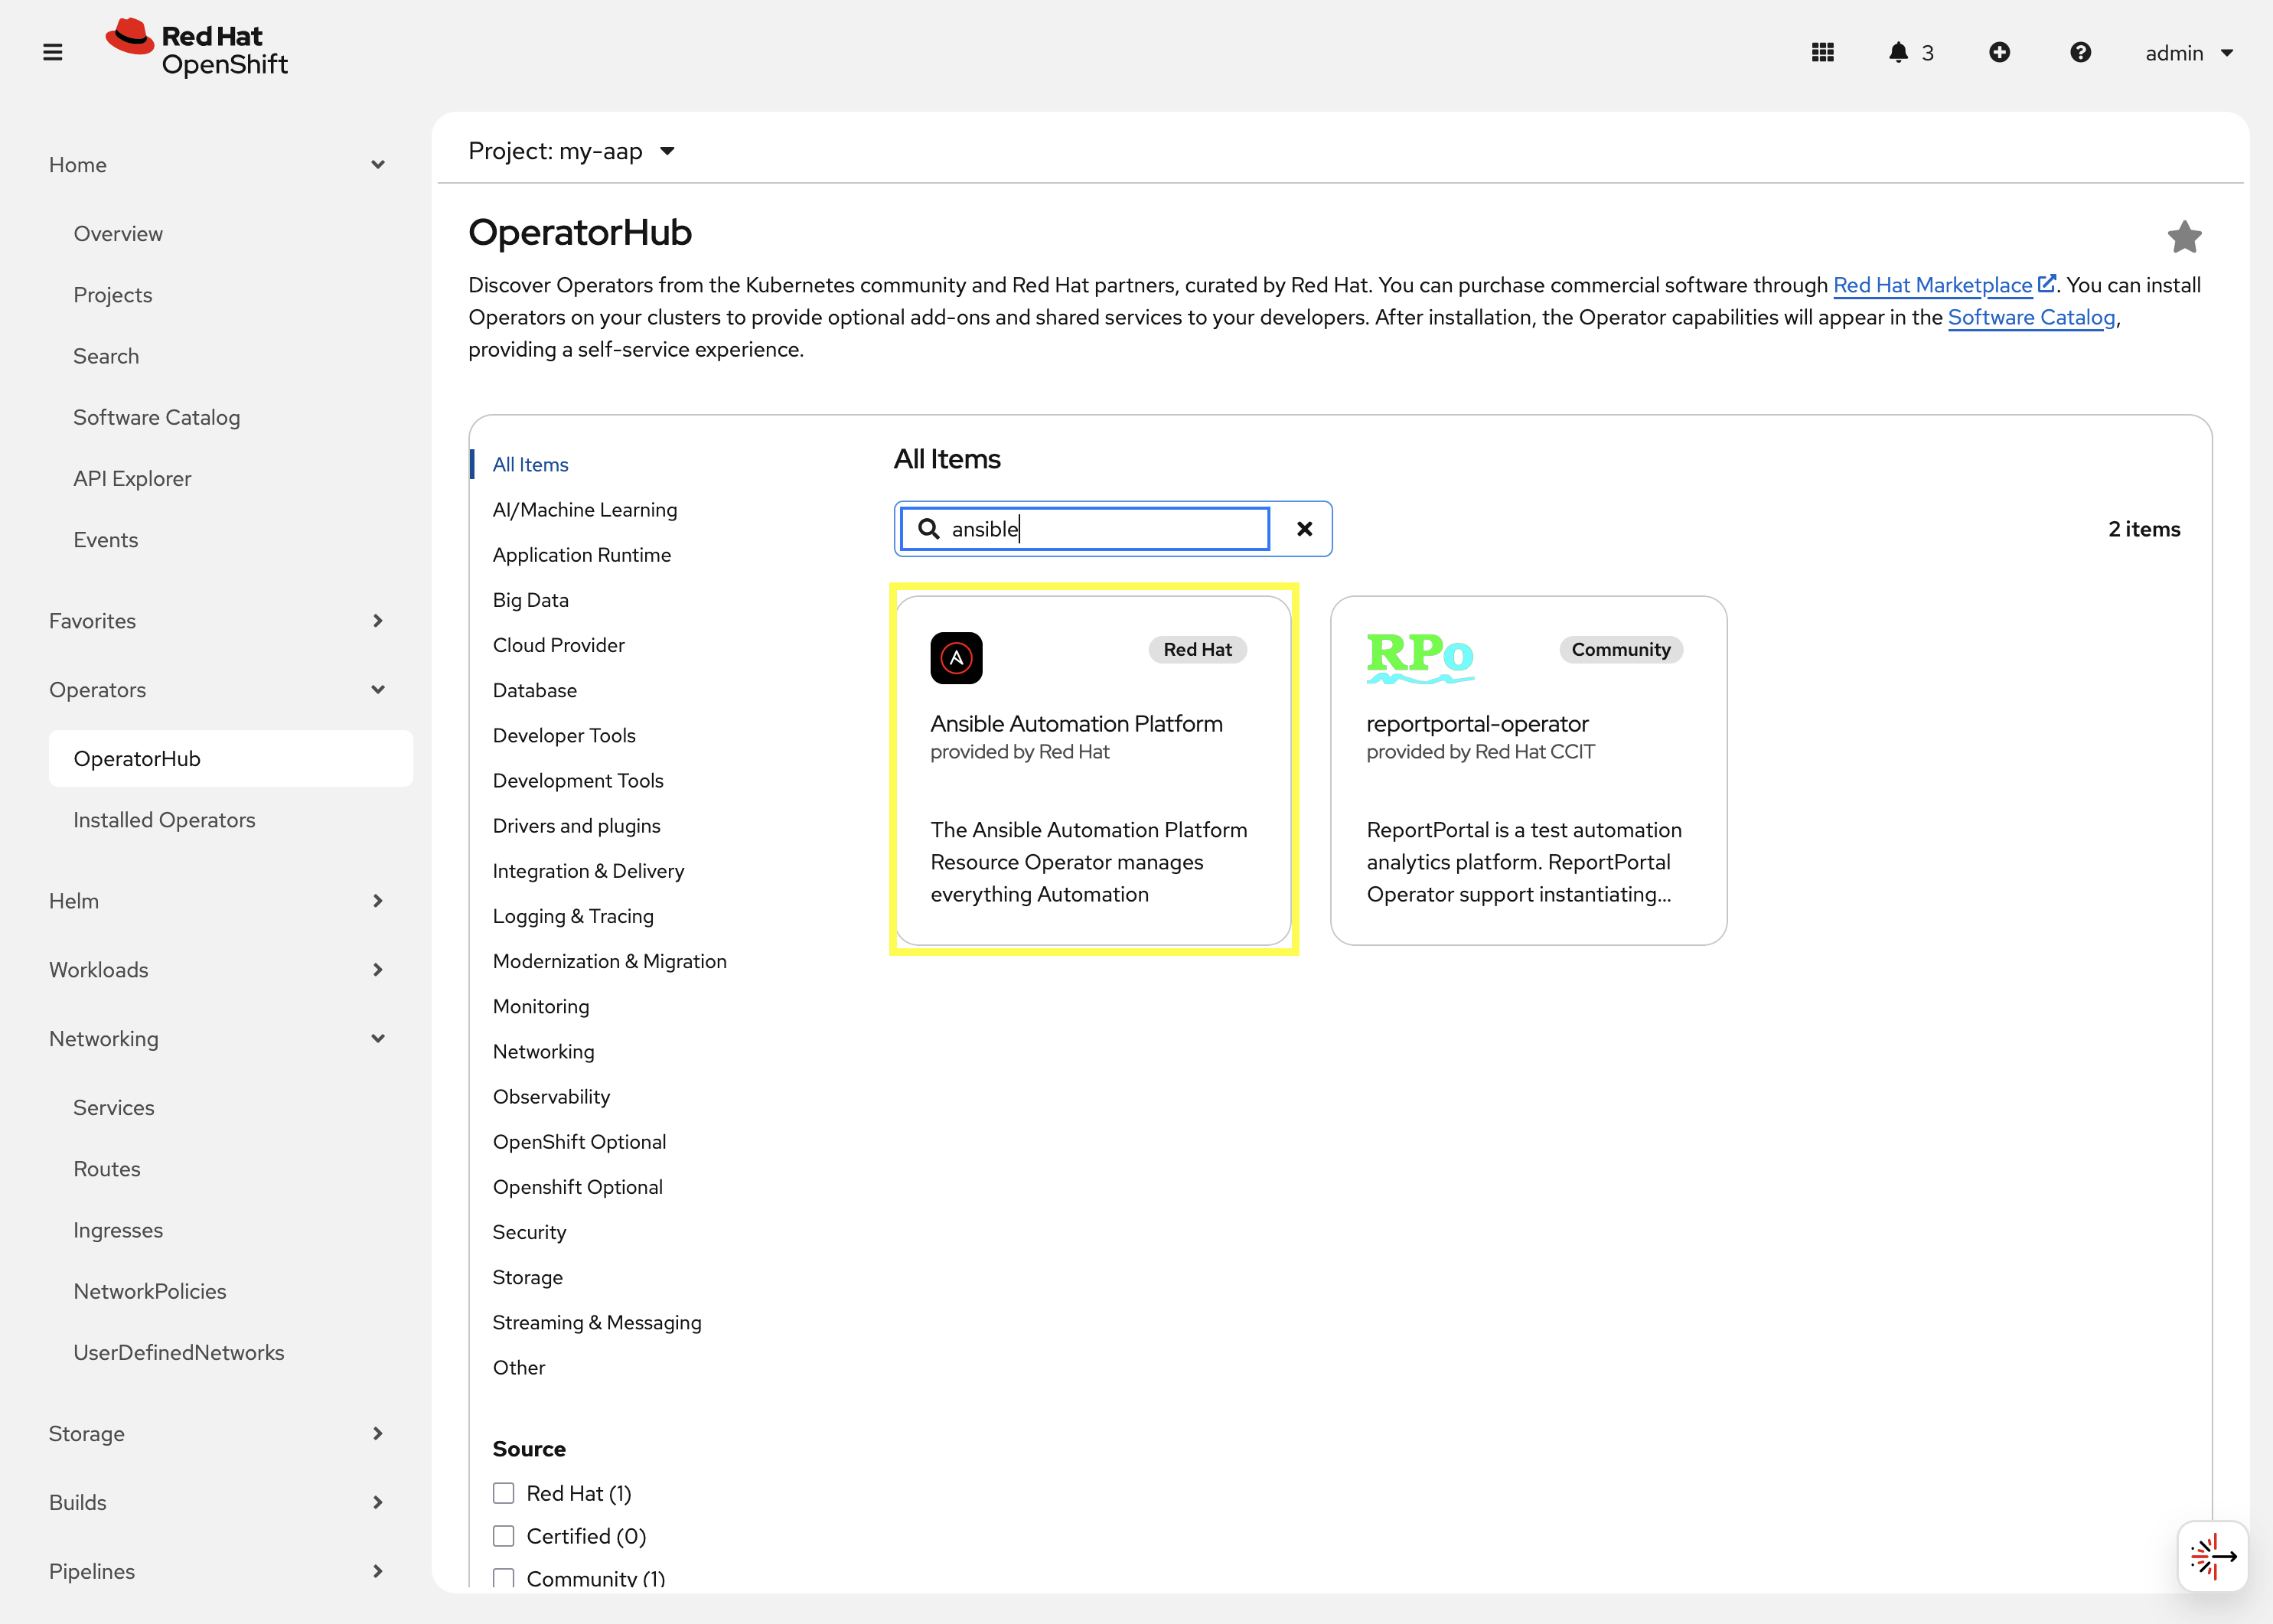 Red Hat
OpenShift
3
admin
Home
Overview
Projects
Search
Software Catalog
API Explorer
Events
Favorites
Operators
OperatorHub
Installed Operators
Helm
Workloads
Networking
Services
Routes
Ingresses
NetworkPolicies
UserDefinedNetworks
Storage
Builds
Pipelines
Project: my-aap
OperatorHub
Discover Operators from the Kubernetes community and Red Hat partners, curated by Red Hat. You can purchase commercial software through Red Hat Marketplace. You can install
Operators on your clusters to provide optional add-ons and shared services to your developers. After installation, the Operator capabilities will appear in the Software Catalog,
providing a self-service experience.
All Items
AI/Machine Learning
Application Runtime
Big Data
Cloud Provider
Database
Developer Tools
Development Tools
Drivers and plugins
Integration & Delivery
Logging & Tracing
Modernization & Migration
Monitoring
Networking
Observability
OpenShift Optional
Openshift Optional
Security
Storage
Streaming & Messaging
Other
Source
Red Hat (1)
Certified (0)
Community (1)
All Items
ansible
2 items
Red Hat
Ansible Automation Platform
provided by Red Hat
The Ansible Automation Platform
Resource Operator manages
everything Automation
RPo
Community
reportportal-operator
provided by Red Hat CCIT
ReportPortal is a test automation
analytics platform. ReportPortal
Operator support instantiating...